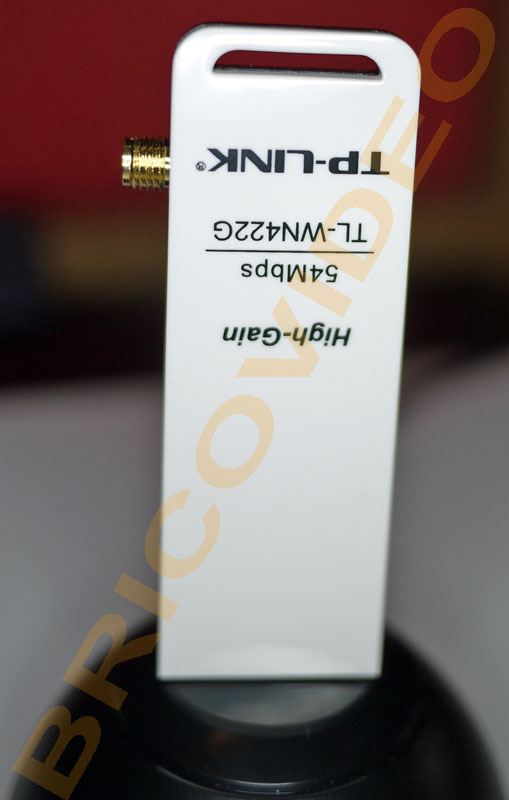 TP-LINK®
TL-WN422G
54Mbps
High-Gain
BRICOVIDEO